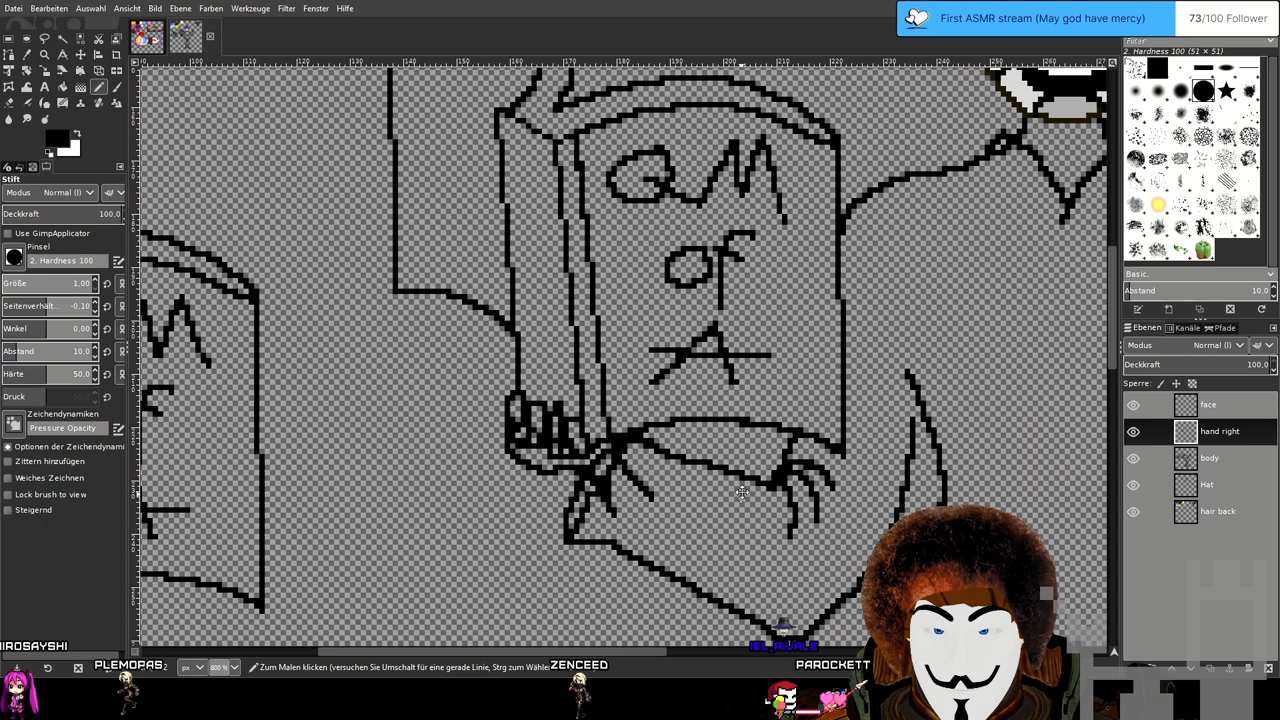 Datei Bearbeiten Auswahl Ansicht Bild Ebene Farben Werkzeuge Filter Fenster Hilfe
First ASMR stream (May god have mercy) 73/100 Follower
Filter
2. Hardness 100 (51 × 51)
Stift
Modus Normal (l)
Deckkraft 100,0
Use GimpApplicator
Pinsel
2. Hardness 100
Größe 1,00
Seitenverhält... -0,10
Winkel 0,00
Abstand 10,0
Härte 50,0
Druck
Zeichendynamiken
Pressure Opacity
Optionen der Zeichendynami
Zittern hinzufügen
Weiches Zeichnen
Lock brush to view
Steigernd
Basic,
Abstand 10,0
Ebenen Kanäle Pfade
Modus Normal (l)
Deckkraft 100,0
Sperre:
face
hand right
body
Hat
hair back
px 800 % Zum Malen klicken (versuchen Sie Umschalt für eine gerade Linie, Strg zum Wähle
PLEMOPAS_ ZENCEED PAROCKETT